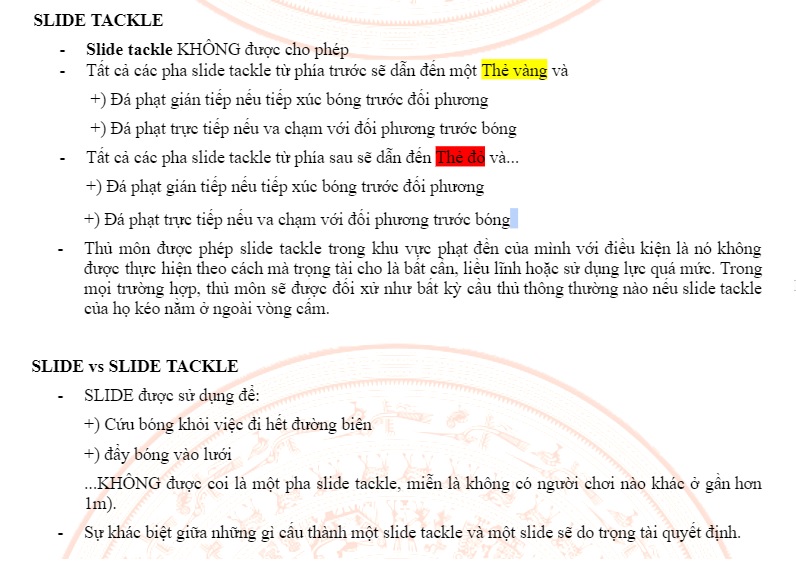 SLIDE TACKLE
- Slide tackle KHÔNG được cho phép
- Tất cả các pha slide tackle từ phía trước sẽ dẫn đến một Thẻ vàng và
+) Đá phạt gián tiếp nếu tiếp xúc bóng trước đối phương
+) Đá phạt trực tiếp nếu va chạm với đối phương trước bóng
- Tất cả các pha slide tackle từ phía sau sẽ dẫn đến Thẻ đỏ và...
+) Đá phạt gián tiếp nếu tiếp xúc bóng trước đối phương
+) Đá phạt trực tiếp nếu va chạm với đối phương trước bóng
- Thủ môn được phép slide tackle trong khu vực phạt đền của mình với điều kiện là nó không
được thực hiện theo cách mà trọng tài cho là bất cẩn, liều lĩnh hoặc sử dụng lực quá mức. Trong
mọi trường hợp, thủ môn sẽ được đối xử như bất kỳ cầu thủ thông thường nào nếu slide tackle
của họ kéo nằm ở ngoài vòng cấm.
SLIDE vs SLIDE TACKLE
- SLIDE được sử dụng để:
+) Cứu bóng khỏi việc đi hết đường biên
+) đẩy bóng vào lưới
...KHÔNG được coi là một pha slide tackle, miễn là không có người chơi nào khác ở gần hơn
1m).
- Sự khác biệt giữa những gì cấu thành một slide tackle và một slide sẽ do trọng tài quyết định.